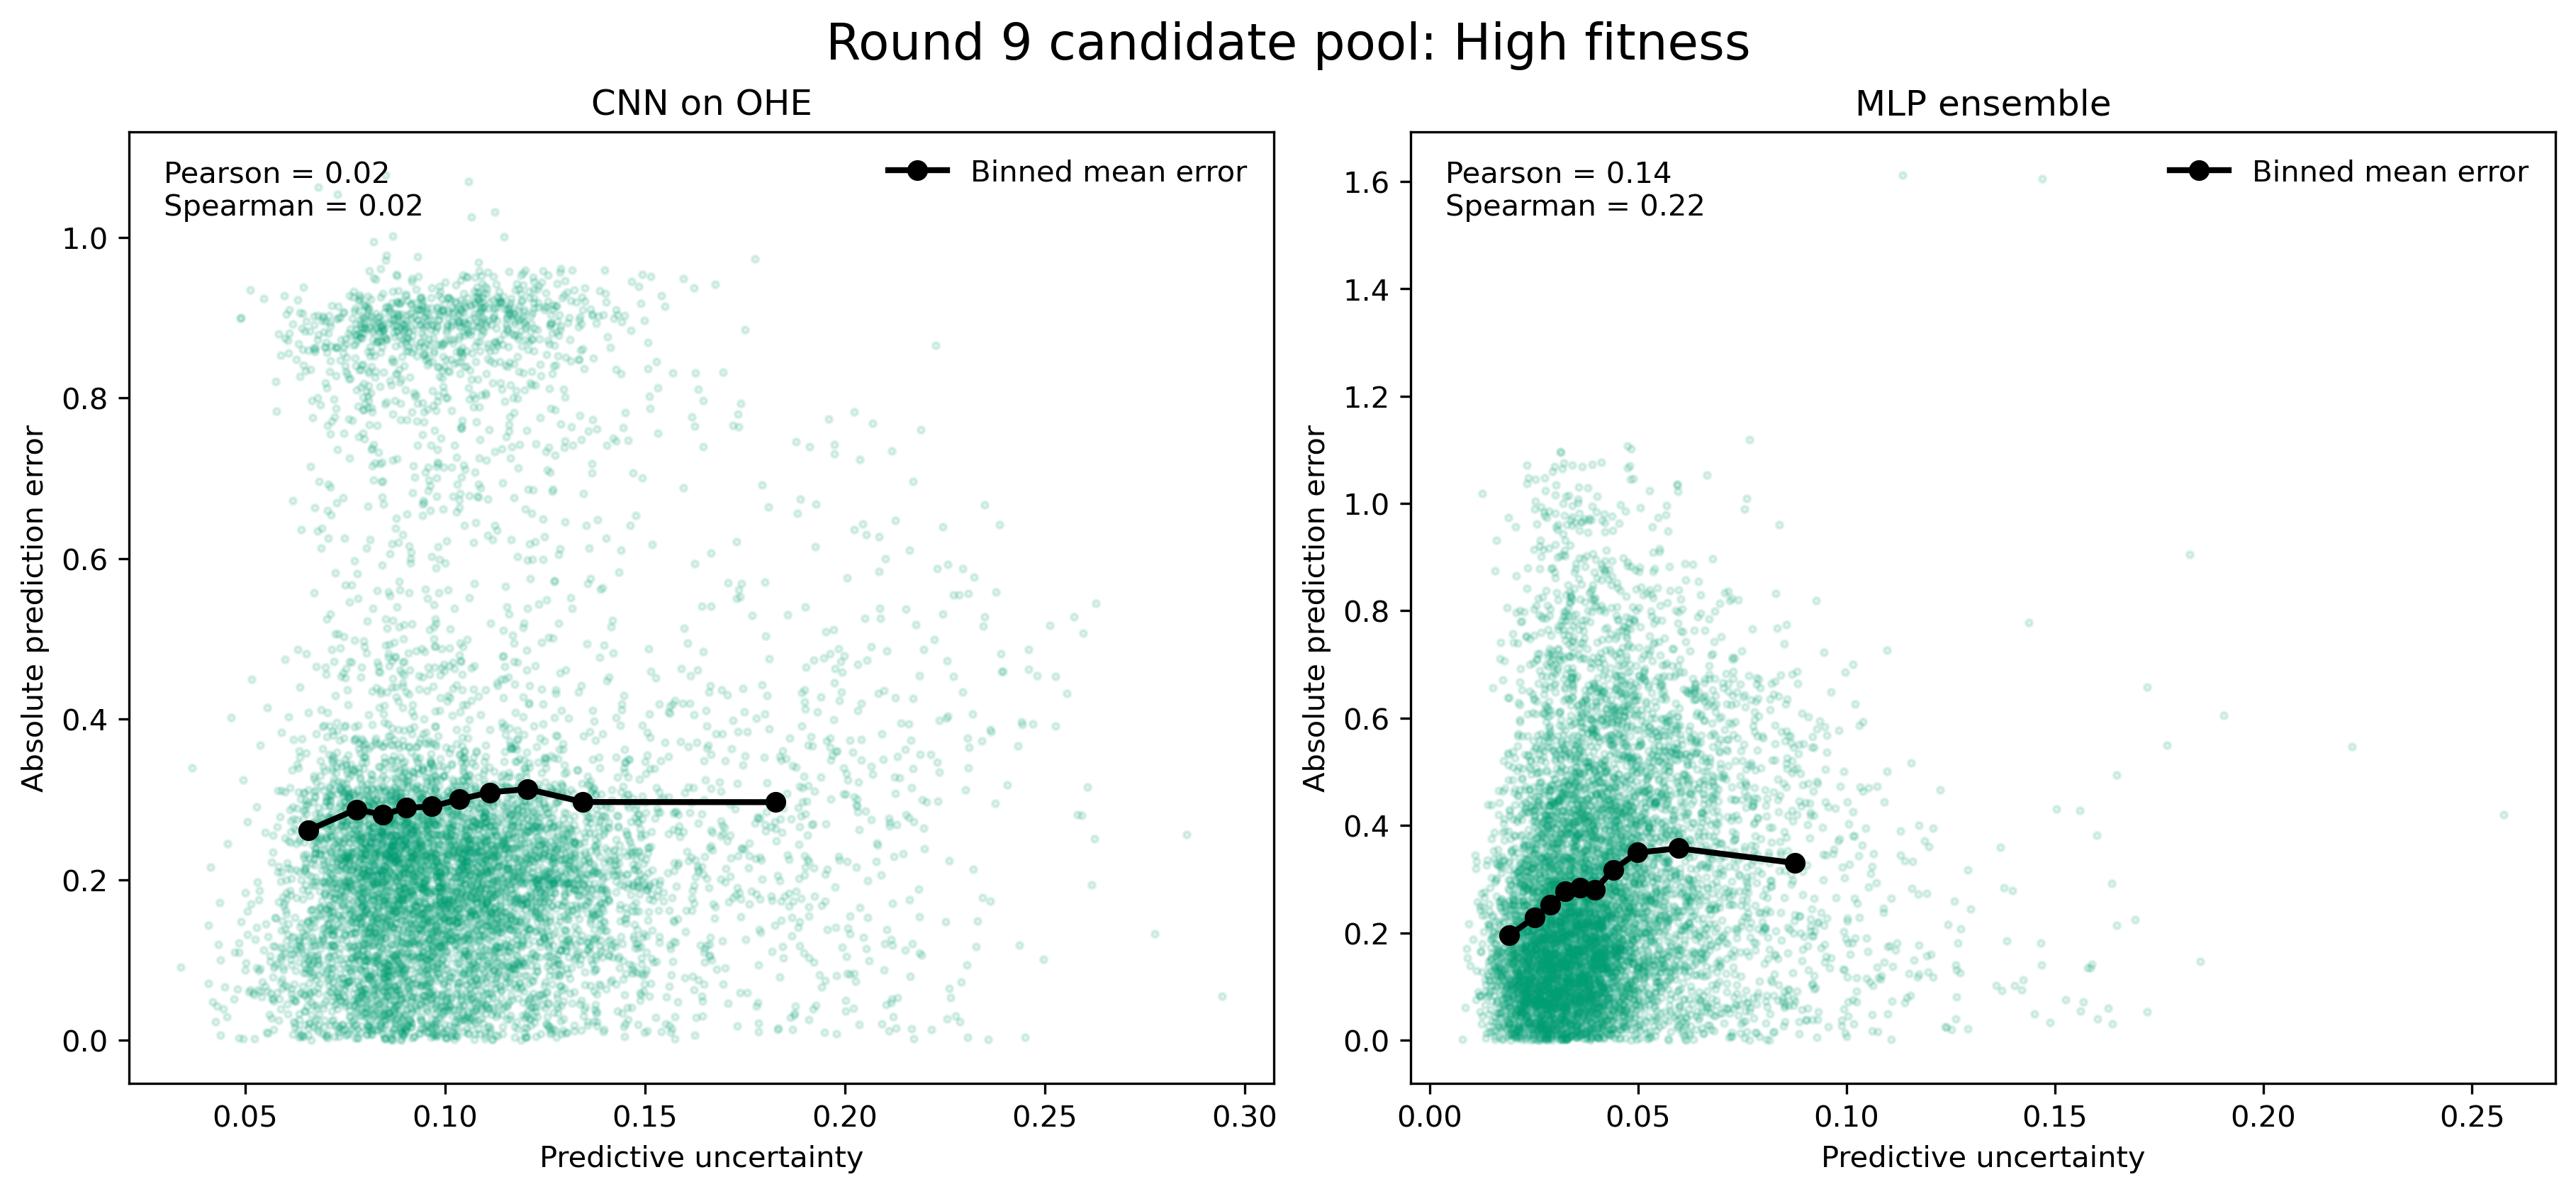 Round 9 candidate pool: High fitness
CNN on OHE
Pearson = 0.02
Spearman = 0.02
Binned mean error
Absolute prediction error
1.0
0.8
0.6
0.4
0.2
0.0
0.05 0.10 0.15 0.20 0.25 0.30
Predictive uncertainty
MLP ensemble
Pearson = 0.14
Spearman = 0.22
Binned mean error
Absolute prediction error
1.6
1.4
1.2
1.0
0.8
0.6
0.4
0.2
0.0
0.00 0.05 0.10 0.15 0.20 0.25
Predictive uncertainty